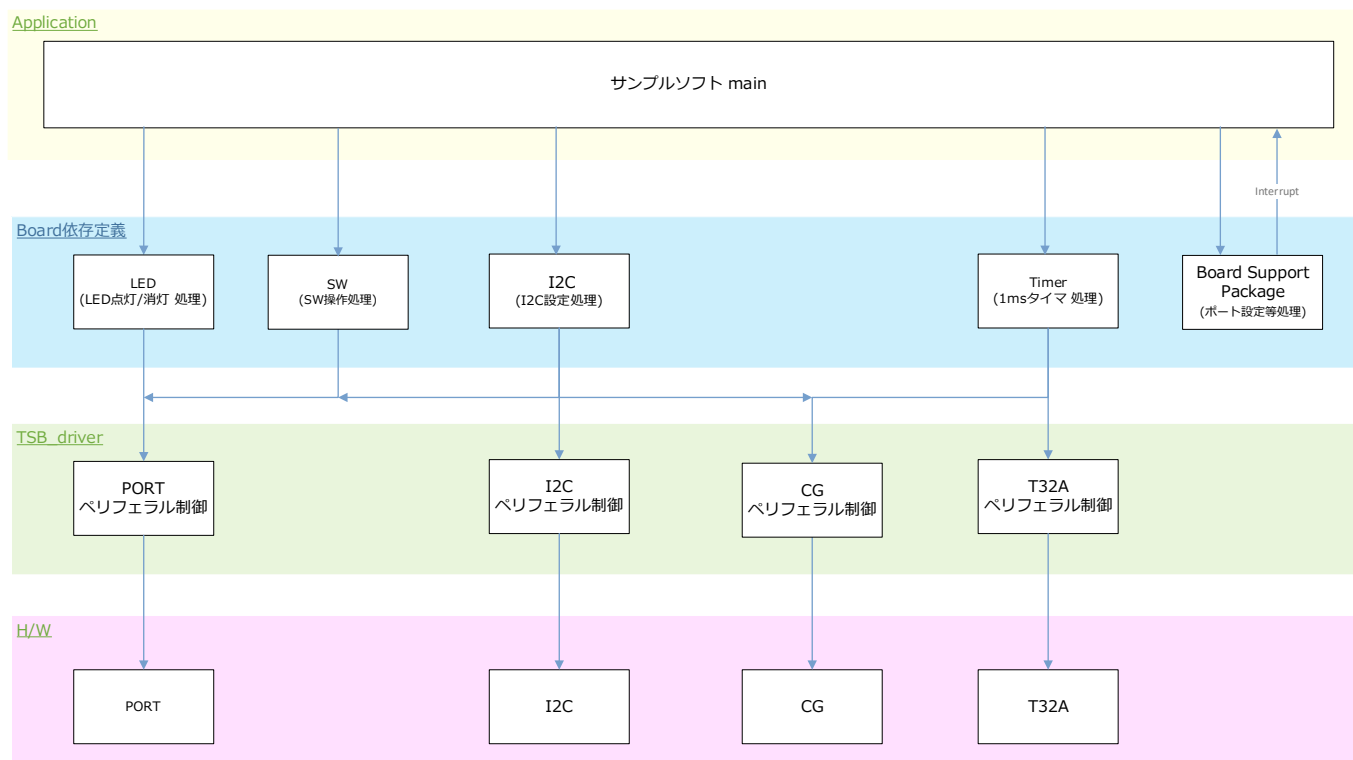 Application
サンプルソフト main
Interrupt
Board依存定義
LED
(LED点灯/消灯 処理)
SW
(SW操作処理)
I2C
(I2C設定処理)
Timer
(1msタイマ 処理)
Board Support
Package
(ポート設定等処理)
TSB_driver
PORT
ペリフェラル制御
I2C
ペリフェラル制御
CG
ペリフェラル制御
T32A
ペリフェラル制御
H/W
PORT
I2C
CG
T32A